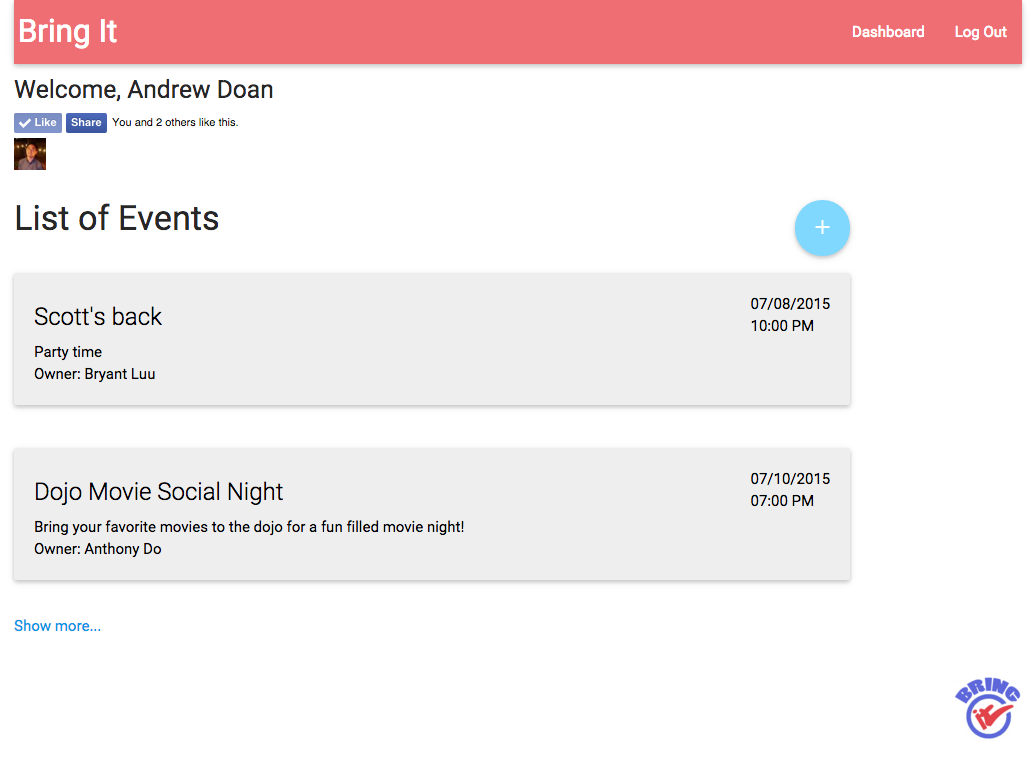 Bring It
Dashboard
Log Out
Welcome, Andrew Doan
Like
Share
You and 2 others like this.
List of Events
+
Scott's back
07/08/2015
10:00 PM
Party time
Owner: Bryant Luu
Dojo Movie Social Night
07/10/2015
07:00 PM
Bring your favorite movies to the dojo for a fun filled movie night!
Owner: Anthony Do
Show more...
BRING
it